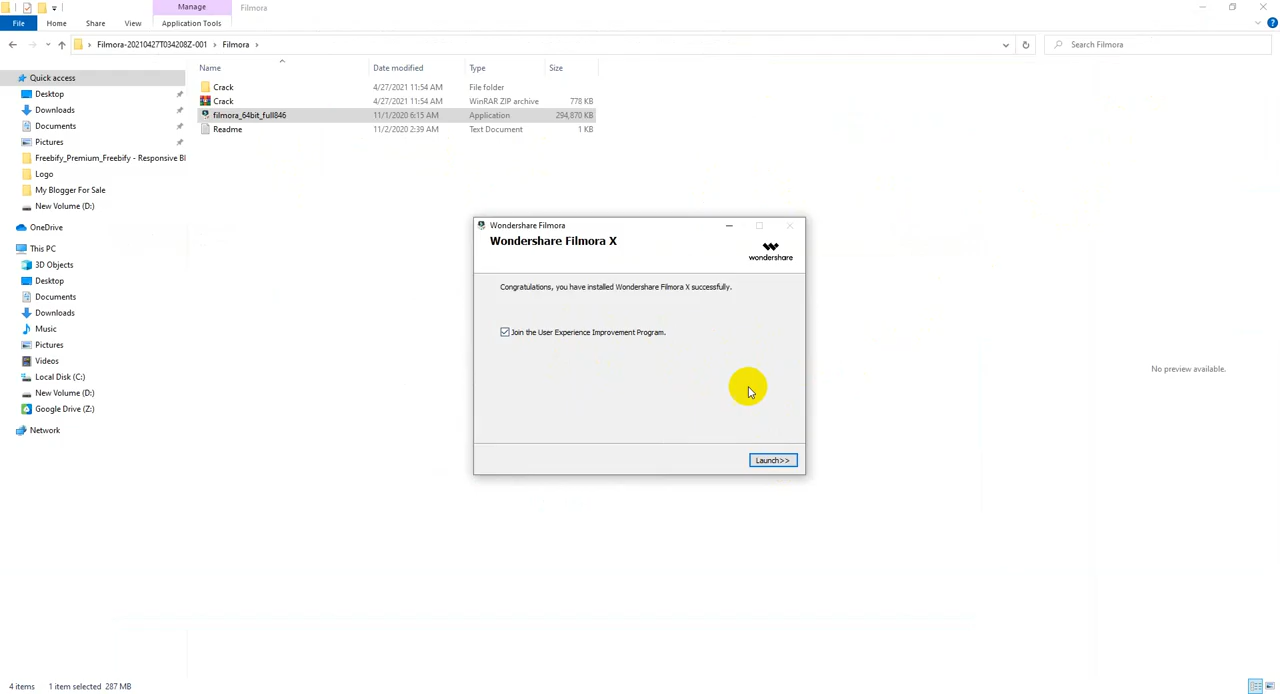 Manage
Filmora
File
Home
Share
View
Application Tools
Filmora-20210427T034208Z-001
Filmora
Search Filmora
Name
Date modified
Type
Size
Crack
4/27/2021 11:54 AM
File folder
Crack
4/27/2021 11:54 AM
WinRAR ZIP archive
778 KB
filmora_64bit_full846
11/1/2020 6:15 AM
Application
294,870 KB
Readme
11/2/2020 2:39 AM
Text Document
1 KB
Quick access
Desktop
Downloads
Documents
Pictures
Freebify_Premium_Freebify - Responsive Bl
Logo
My Blogger For Sale
New Volume (D:)
OneDrive
This PC
3D Objects
Desktop
Documents
Downloads
Music
Pictures
Videos
Local Disk (C:)
New Volume (D:)
Google Drive (Z:)
Network
Wondershare Filmora
Wondershare Filmora X
wondershare
Congratulations, you have installed Wondershare Filmora X successfully.
Join the User Experience Improvement Program.
Launch>>
No preview available.
4 items
1 item selected 287 MB